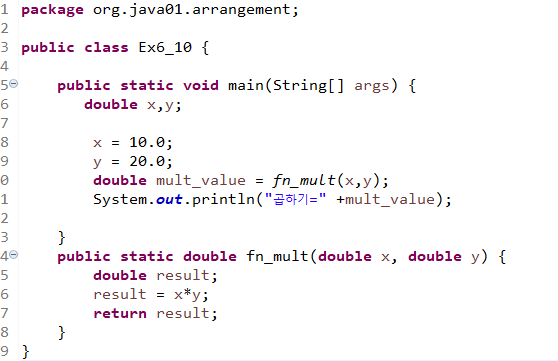 1 package org.java01.arrangement;
2
3 public class Ex6_10 {
4
5 public static void main(String[] args) {
6 double x,y;
7
8 x = 10.0;
9 y = 20.0;
0 double mult_value = fn_mult(x,y);
1 System.out.println("곱하기=" +mult_value);
2
3 }
4 public static double fn_mult(double x, double y) {
5 double result;
6 result = x*y;
7 return result;
8 }
9 }